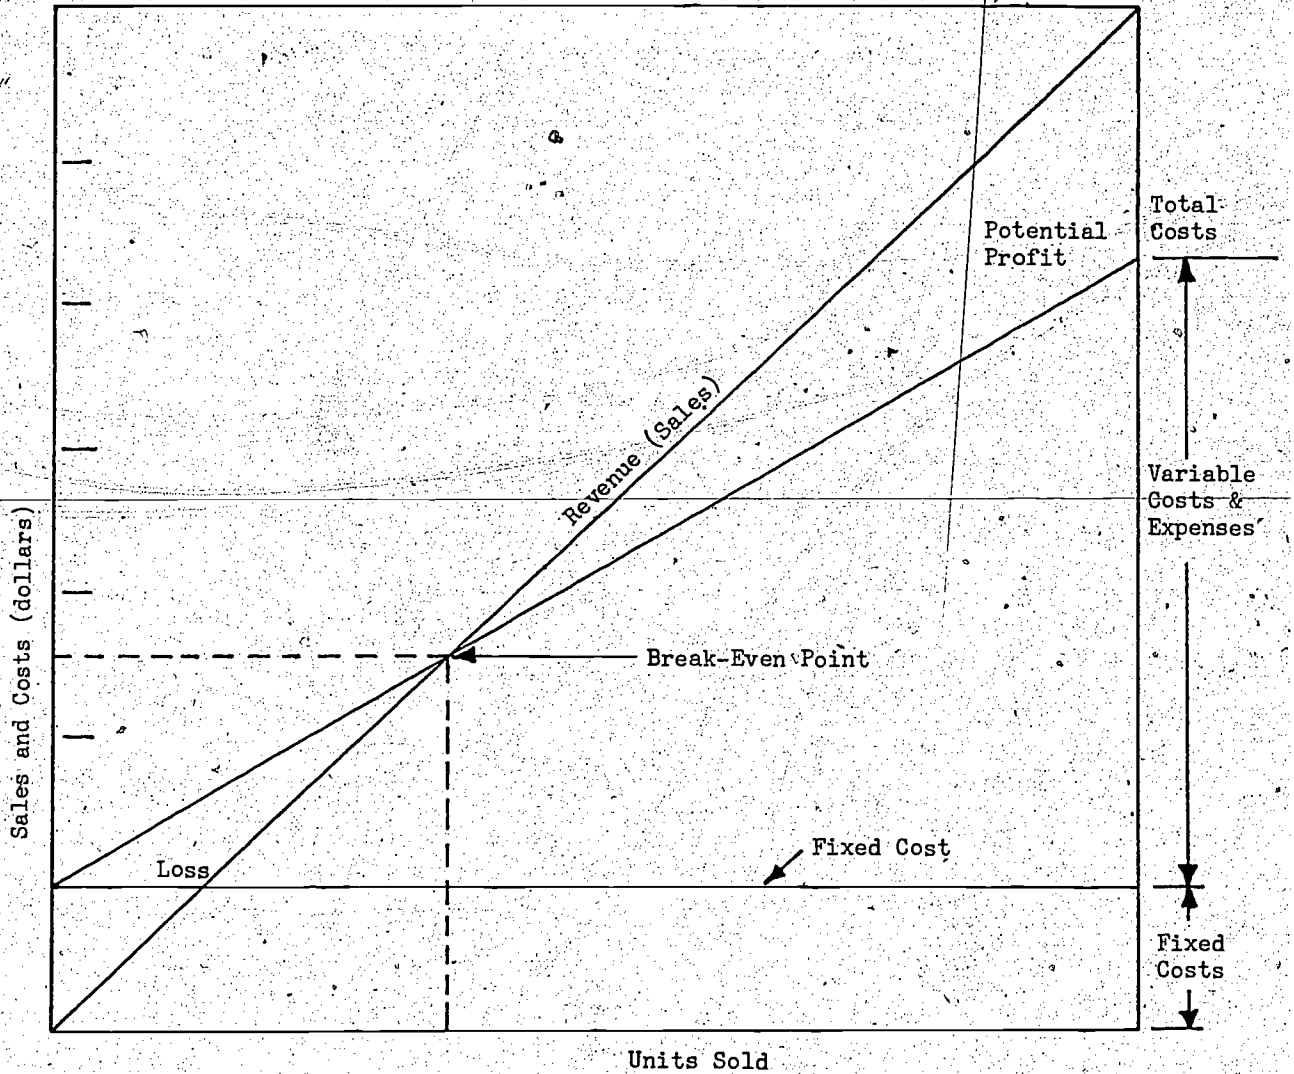 Total
Costs
Potential
Profit
Revenue (Sales)
Variable
Costs &
Expenses
Sales and Costs (dollars)
Break-Even Point
Fixed Cost
Loss
Fixed
Costs
Units Sold